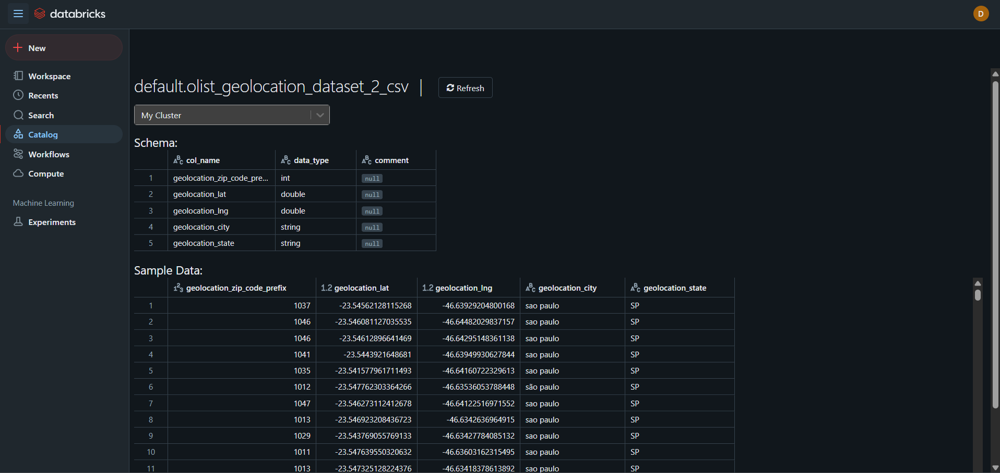 databricks
D
New
Workspace
Recents
Search
Catalog
Workflows
Compute
Machine Learning
Experiments
default.olist_geolocation_dataset_2_csv | Refresh
My Cluster
Schema:
col_name data_type comment
1 geolocation_zip_code_pre... int null
2 geolocation_lat double null
3 geolocation_lng double null
4 geolocation_city string null
5 geolocation_state string null
Sample Data:
geolocation_zip_code_prefix 1.2 geolocation_lat 1.2 geolocation_lng geolocation_city geolocation_state
1 1037 -23.54562128115268 -46.63929204800168 sao paulo SP
2 1046 -23.546081127035535 -46.64482029837157 sao paulo SP
3 1046 -23.54612896641469 -46.64295148361138 sao paulo SP
4 1041 -23.5443921648681 -46.63949930627844 sao paulo SP
5 1035 -23.541577961711493 -46.64160722329613 sao paulo SP
6 1012 -23.547762303364266 -46.63536053788448 são paulo SP
7 1047 -23.546273112412678 -46.64122516971552 sao paulo SP
8 1013 -23.546923208436723 -46.6342636964915 sao paulo SP
9 1029 -23.543769055769133 -46.63427784085132 sao paulo SP
10 1011 -23.547639550320632 -46.63603162315495 sao paulo SP
11 1013 -23.547325128224376 -46.63418378613892 sao paulo SP